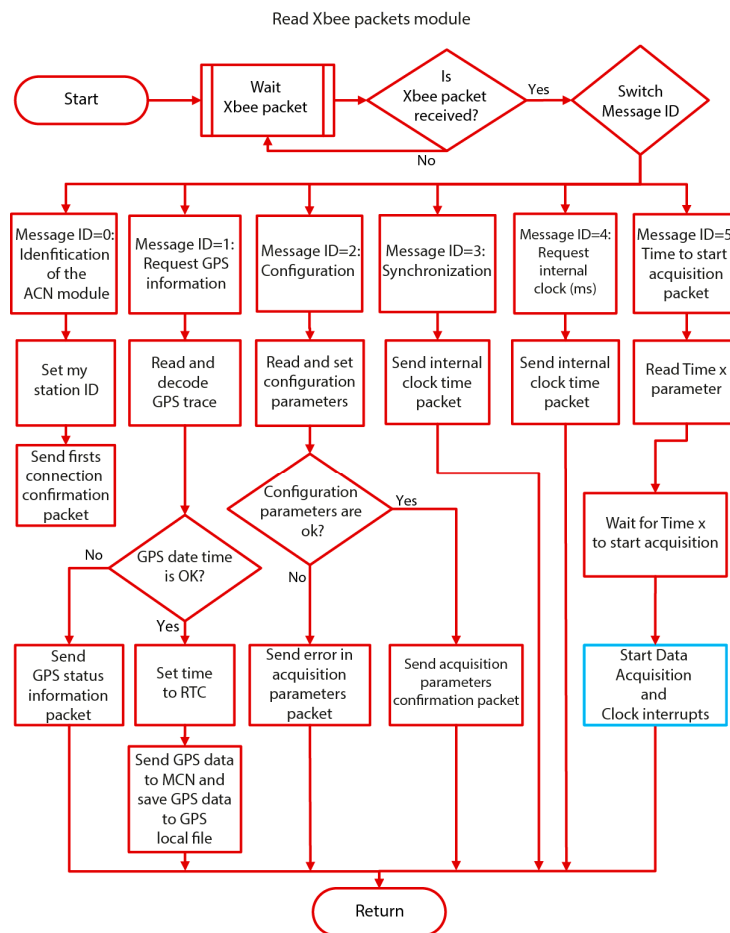 Read Xbee packets module
Start
Wait
Xbee packet
Is
Xbee packet
received?
Yes
No
Switch
Message ID
Message ID=0:
Idenfitication
of the
ACN module
Message ID=1:
Request GPS
information
Message ID=2:
Configuration
Message ID=3:
Synchronization
Message ID=4:
Request
internal
clock (ms)
Message ID=5:
Time to start
acquisition
packet
Set my
station ID
Read and
decode
GPS trace
Read and set
configuration
parameters
Send internal
clock time
packet
Send internal
clock time
packet
Read Time x
parameter
Send firsts
connection
confirmation
packet
Configuration
parameters are
ok?
Yes
No
Wait for Time x
to start acquisition
GPS date time
is OK?
No
Yes
Send
GPS status
information
packet
Set time
to RTC
Send error in
acquisition
parameters
packet
Send acquisition
parameters
confirmation packet
Start Data
Acquisition
and
Clock interrupts
Send GPS data
to MCN and
save GPS data
to GPS
local file
Return